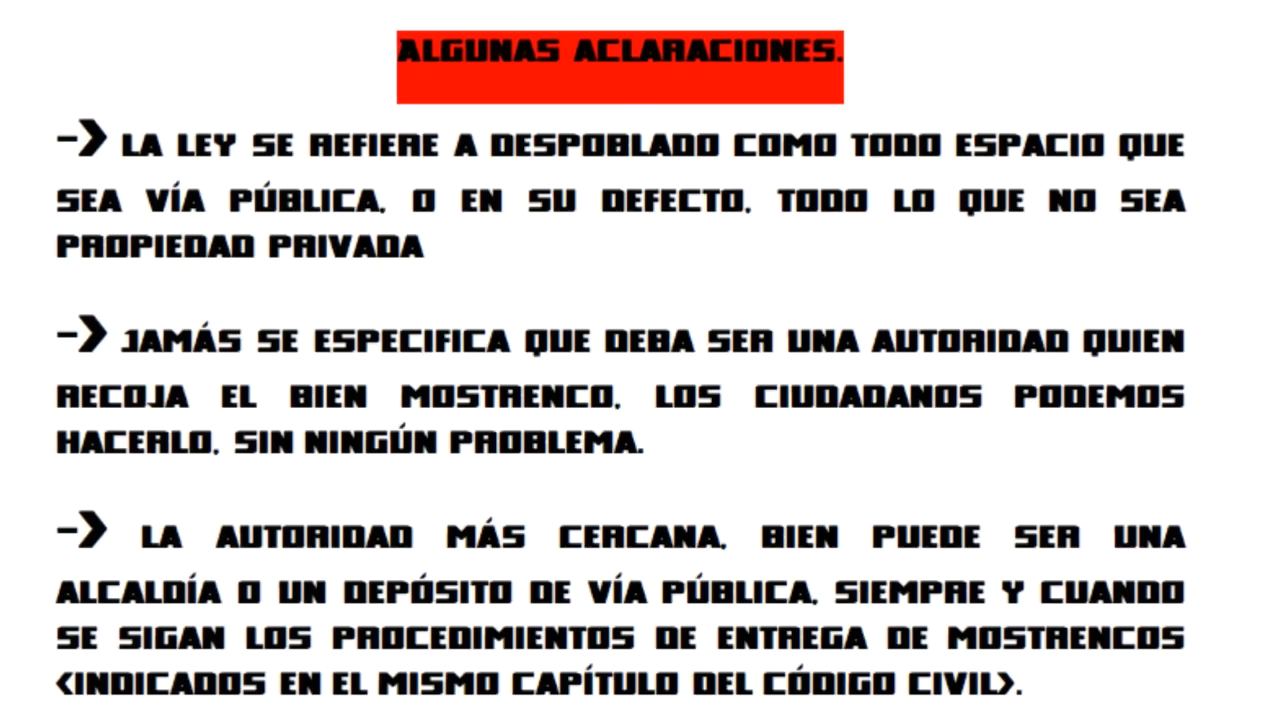 ALGUNAS ACLARACIONES.
-> LA LEY SE REFIERE A DESPOBLADO COMO TODO ESPACIO QUE
SEA VÍA PÚBLICA, O EN SU DEFECTO, TODO LO QUE NO SEA
PROPIEDAD PRIVADA
-> JAMÁS SE ESPECIFICA QUE DEBA SER UNA AUTORIDAD QUIEN
RECOJA EL BIEN MOSTRENCO, LOS CIUDADANOS PODEMOS
HACERLO, SIN NINGÚN PROBLEMA.
-> LA AUTORIDAD MÁS CERCANA, BIEN PUEDE SER UNA
ALCALDÍA O UN DEPÓSITO DE VÍA PÚBLICA, SIEMPRE Y CUANDO
SE SIGAN LOS PROCEDIMIENTOS DE ENTREGA DE MOSTRENCOS
<INDICADOS EN EL MISMO CAPÍTULO DEL CÓDIGO CIVIL>.